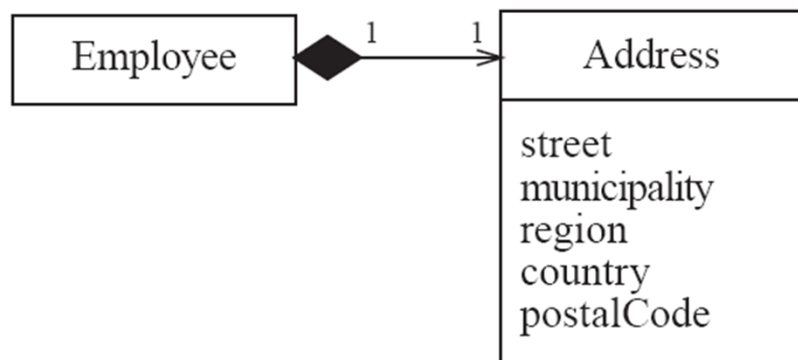 Employee
1
1
Address
street
municipality
region
country
postalCode